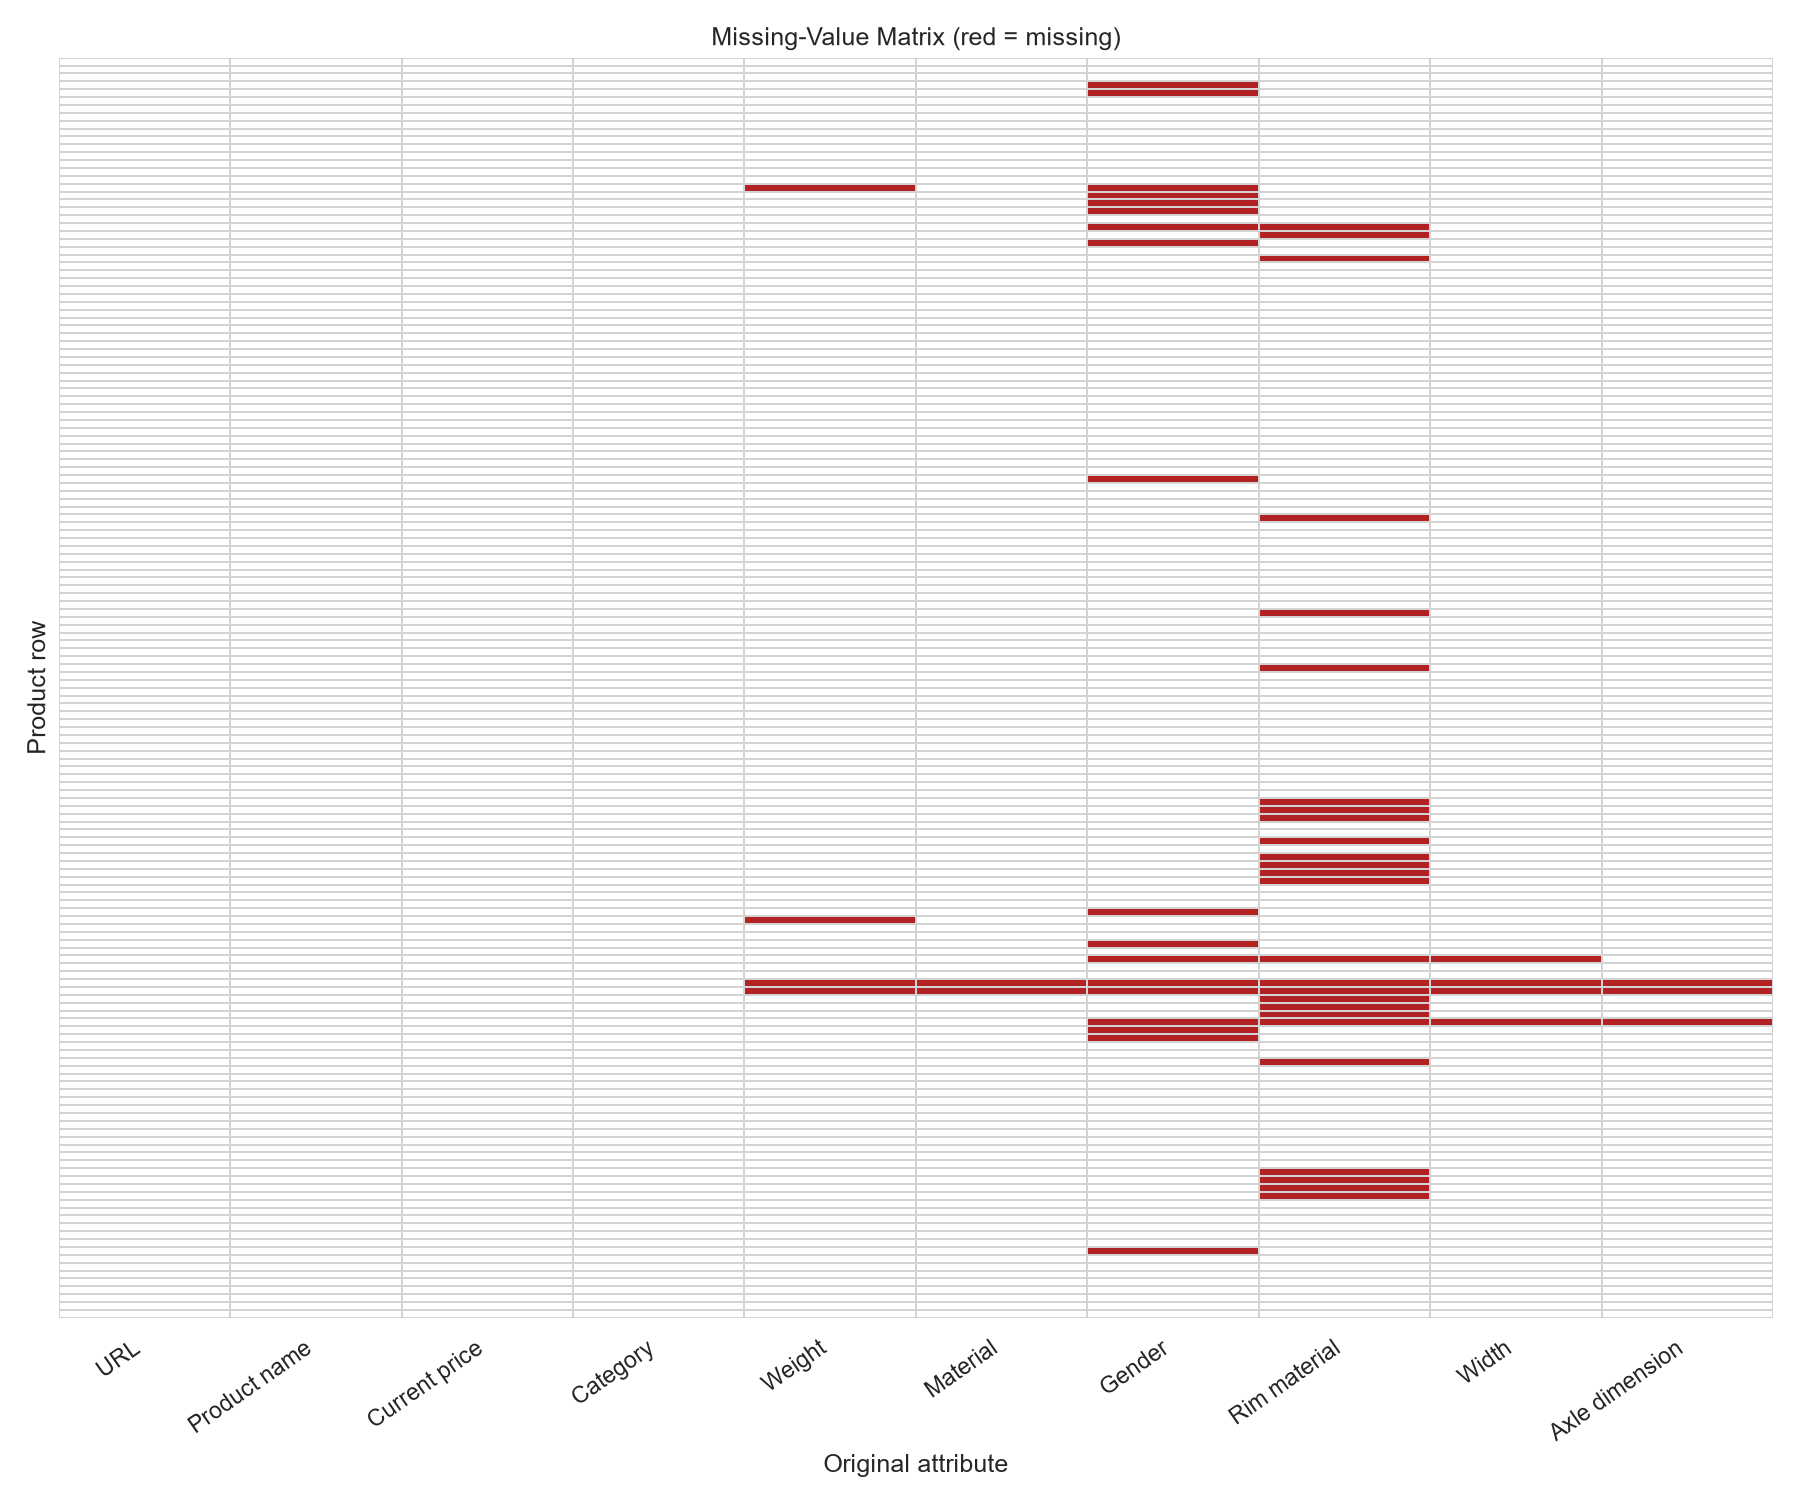 Missing-Value Matrix (red = missing)
Product row
URL
Product name
Current price
Category
Weight
Material
Gender
Rim material
Width
Axle dimension
Original attribute